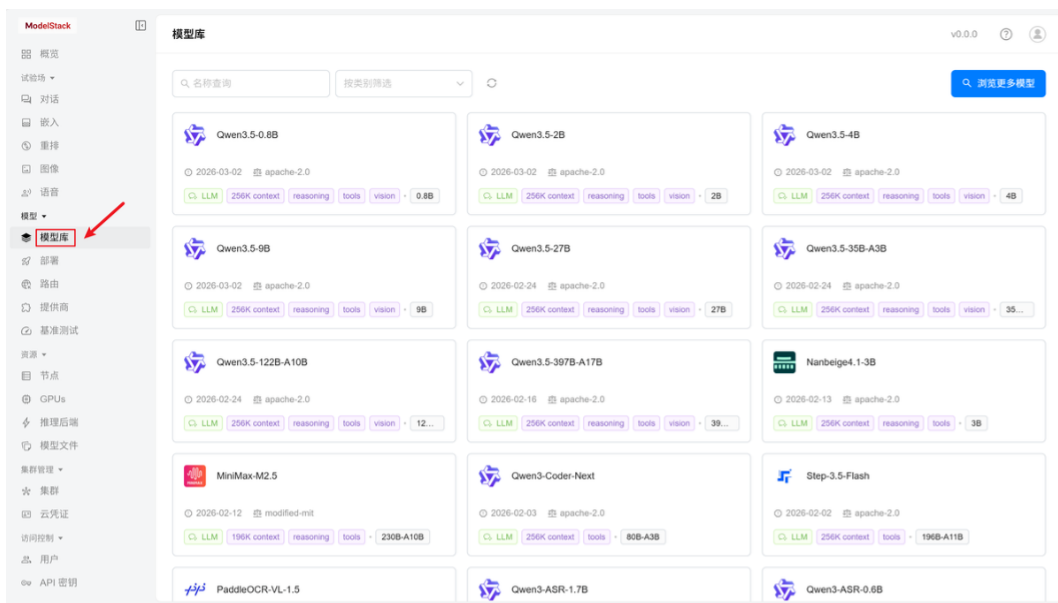 ModelStack
概览
试验场
对话
嵌入
重排
图像
语音
模型
模型库
部署
路由
提供商
基准测试
资源
节点
GPUs
推理后端
模型文件
集群管理
集群
云凭证
访问控制
用户
API 密钥
模型库
v0.0.0
名称查询
按类别筛选
浏览更多模型
Qwen3.5-0.8B
2026-03-02 apache-2.0
LLM 256K context reasoning tools vision 0.8B
Qwen3.5-2B
2026-03-02 apache-2.0
LLM 256K context reasoning tools vision 2B
Qwen3.5-4B
2026-03-02 apache-2.0
LLM 256K context reasoning tools vision 4B
Qwen3.5-9B
2026-03-02 apache-2.0
LLM 256K context reasoning tools vision 9B
Qwen3.5-27B
2026-02-24 apache-2.0
LLM 256K context reasoning tools vision 27B
Qwen3.5-35B-A3B
2026-02-24 apache-2.0
LLM 256K context reasoning tools vision 35...
Qwen3.5-122B-A10B
2026-02-24 apache-2.0
LLM 256K context reasoning tools vision 12...
Qwen3.5-397B-A17B
2026-02-16 apache-2.0
LLM 256K context reasoning tools vision 39...
Nanbeige4.1-3B
2026-02-13 apache-2.0
LLM 256K context reasoning tools 3B
MiniMax-M2.5
2026-02-12 modified-mit
LLM 196K context reasoning tools 230B-A10B
Qwen3-Coder-Next
2026-02-03 apache-2.0
LLM 256K context tools 80B-A3B
Step-3.5-Flash
2026-02-02 apache-2.0
LLM 256K context tools 196B-A11B
PaddleOCR-VL-1.5
Qwen3-ASR-1.7B
Qwen3-ASR-0.6B